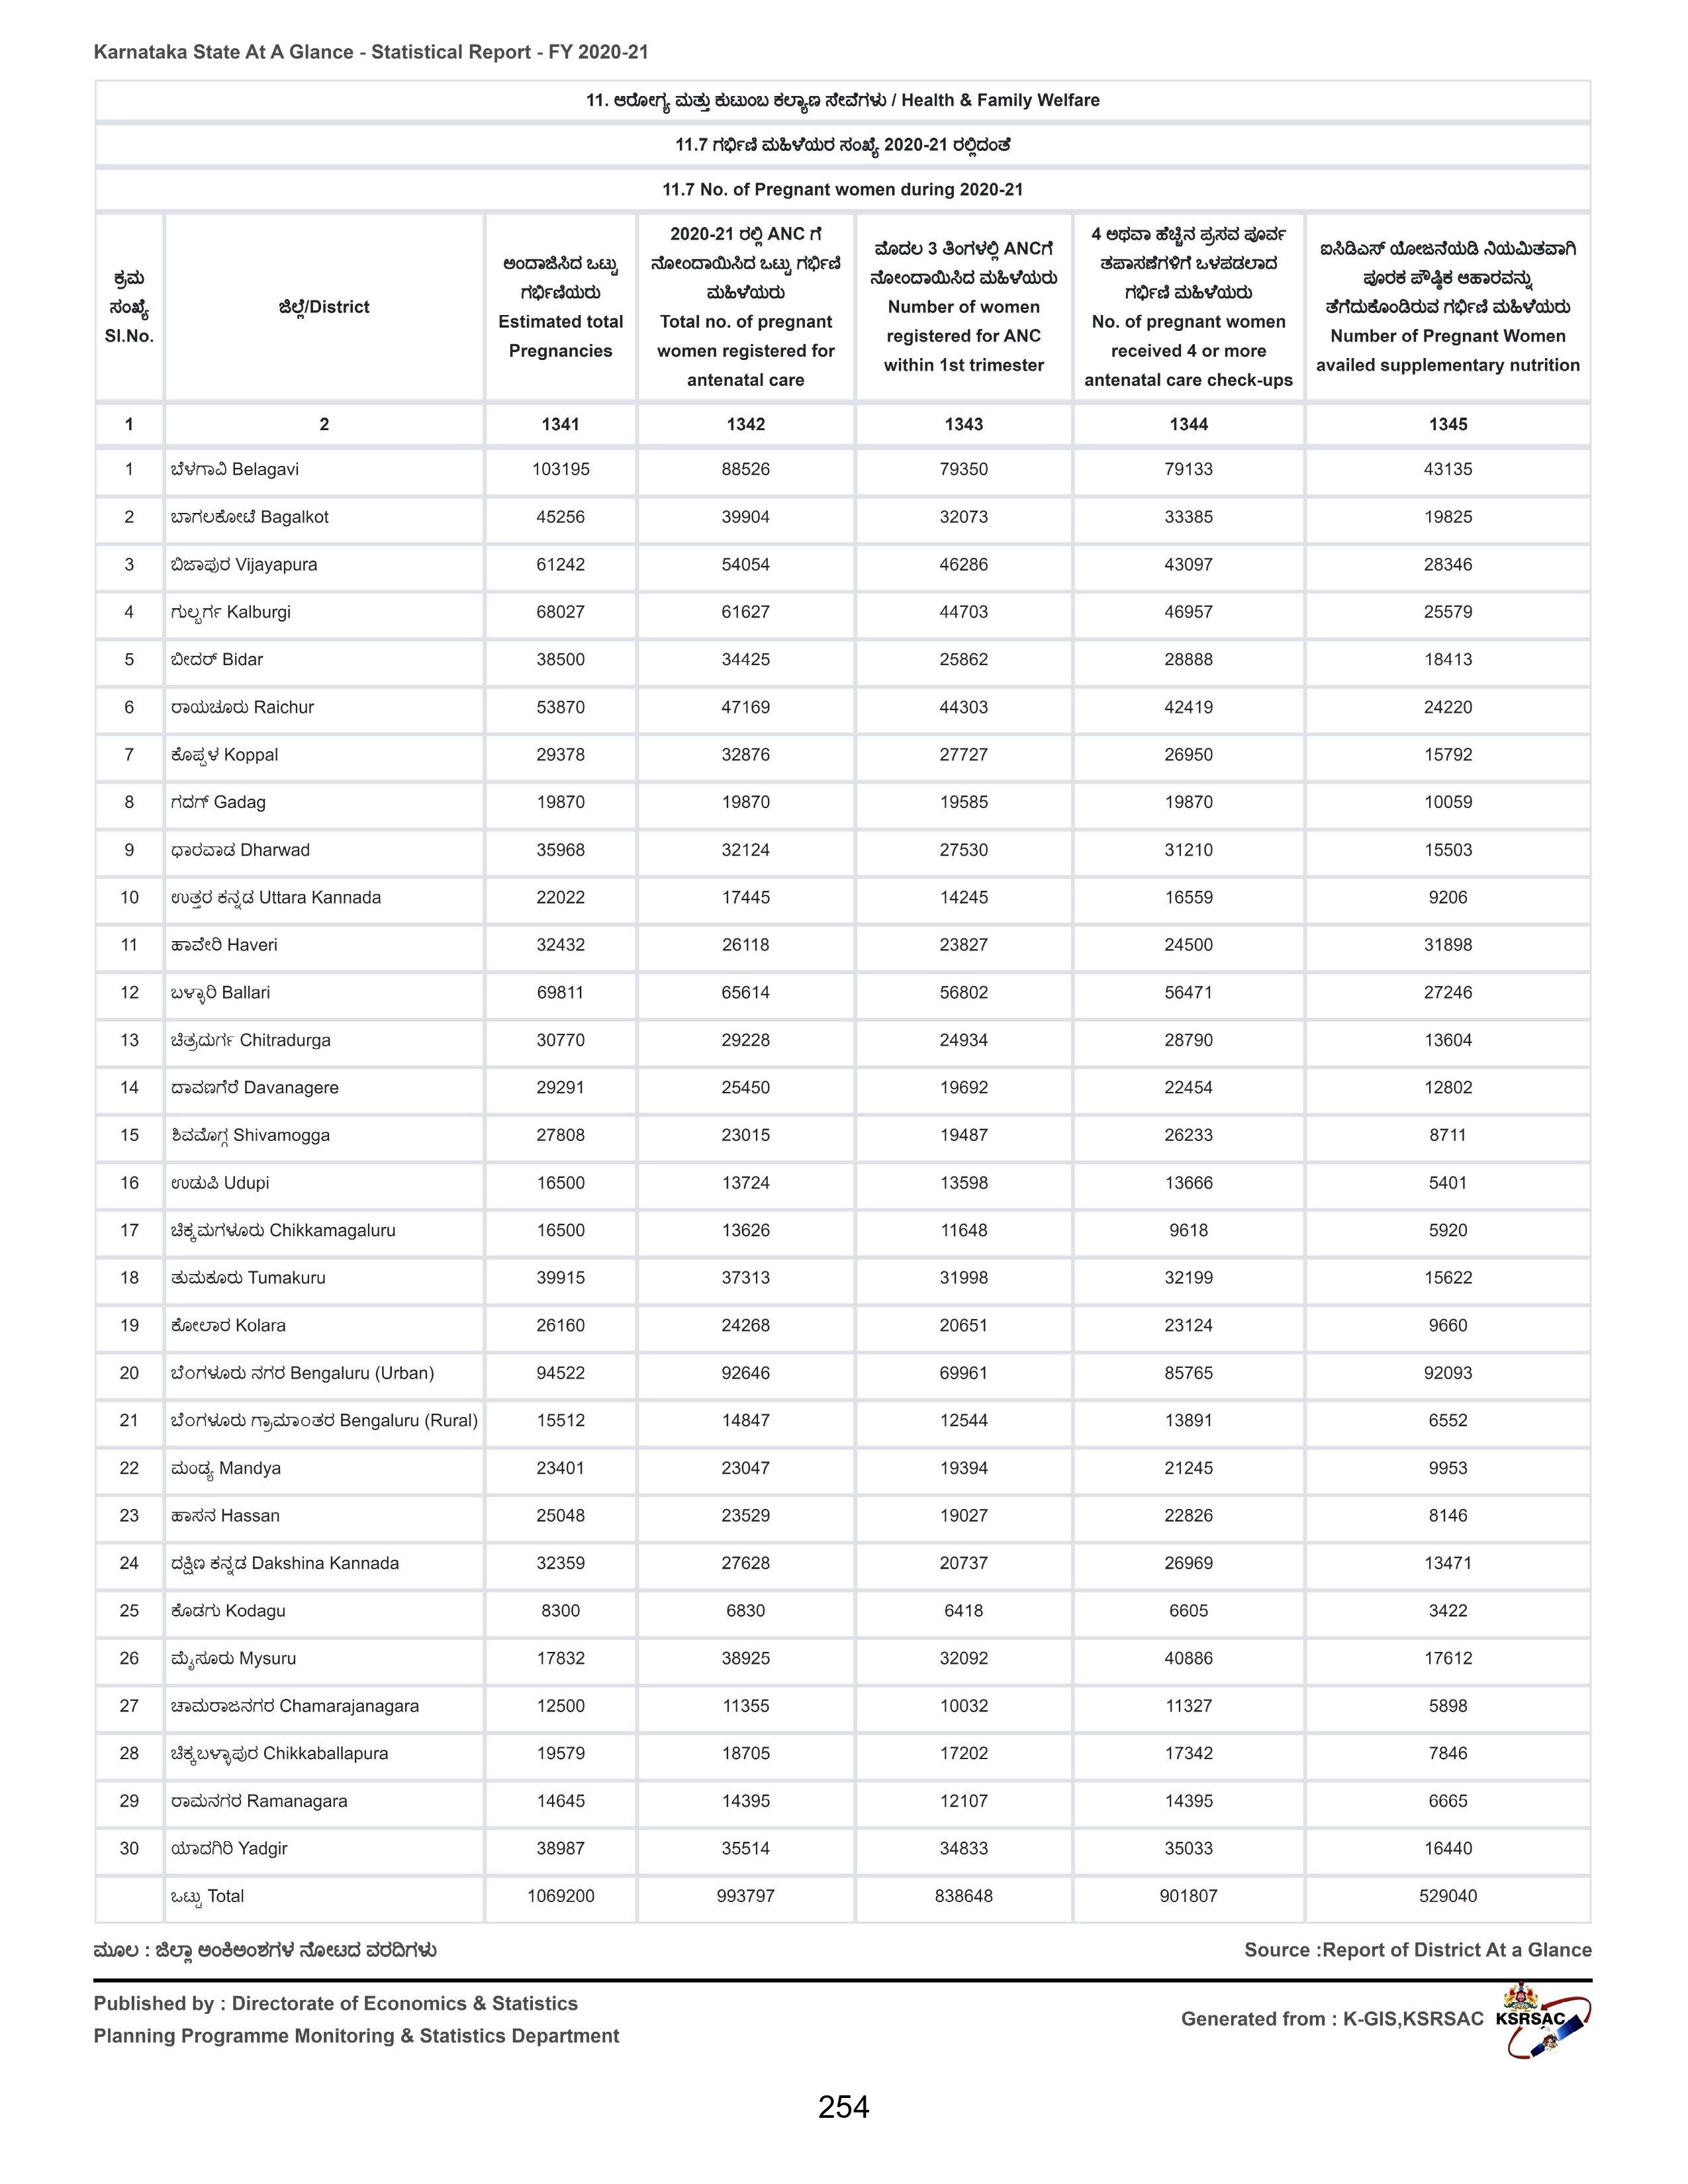 Karnataka State At A Glance - Statistical Report - FY 2020-21
11. ಆರೋಗ್ಯ ಮತ್ತು ಕುಟುಂಬ ಕಲ್ಯಾಣ ಸೇವೆಗಳು / Health & Family Welfare
11.7 ಗರ್ಭಿಣಿ ಮಹಿಳೆಯರ ಸಂಖ್ಯೆ 2020-21 ರಲ್ಲಿದಂತೆ
11.7 No. of Pregnant women during 2020-21
ಕ್ರಮ
ಸಂಖ್ಯೆ
Sl.No.
ಜಿಲ್ಲೆ/District
ಅಂದಾಜಿಸಿದ ಒಟ್ಟು
ಗರ್ಭಿಣಿಯರು
Estimated total
Pregnancies
2020-21 ರಲ್ಲಿ ANC ಗೆ
ನೋಂದಾಯಿಸಿದ ಒಟ್ಟು ಗರ್ಭಿಣಿ
ಮಹಿಳೆಯರು
Total no. of pregnant
women registered for
antenatal care
ಮೊದಲ 3 ತಿಂಗಳಲ್ಲಿ ANCಗೆ
ನೋಂದಾಯಿಸಿದ ಮಹಿಳೆಯರು
Number of women
registered for ANC
within 1st trimester
4 ಅಥವಾ ಹೆಚ್ಚಿನ ಪ್ರಸವ ಪೂರ್ವ
ತಪಾಸಣೆಗಳಿಗೆ ಒಳಪಡಲಾದ
ಗರ್ಭಿಣಿ ಮಹಿಳೆಯರು
No. of pregnant women
received 4 or more
antenatal care check-ups
ಐಸಿಡಿಎಸ್ ಯೋಜನೆಯಡಿ ನಿಯಮಿತವಾಗಿ
ಪೂರಕ ಪೌಷ್ಠಿಕ ಆಹಾರವನ್ನು
ತೆಗೆದುಕೊಂಡಿರುವ ಗರ್ಭಿಣಿ ಮಹಿಳೆಯರು
Number of Pregnant Women
availed supplementary nutrition
1 2 1341 1342 1343 1344 1345
1 ಬೆಳಗಾವಿ Belagavi 103195 88526 79350 79133 43135
2 ಬಾಗಲಕೋಟೆ Bagalkot 45256 39904 32073 33385 19825
3 ಬಿಜಾಪುರ Vijayapura 61242 54054 46286 43097 28346
4 ಗುಲ್ಬರ್ಗ Kalburgi 68027 61627 44703 46957 25579
5 ಬೀದರ್ Bidar 38500 34425 25862 28888 18413
6 ರಾಯಚೂರು Raichur 53870 47169 44303 42419 24220
7 ಕೊಪ್ಪಳ Koppal 29378 32876 27727 26950 15792
8 ಗದಗ್ Gadag 19870 19870 19585 19870 10059
9 ಧಾರವಾಡ Dharwad 35968 32124 27530 31210 15503
10 ಉತ್ತರ ಕನ್ನಡ Uttara Kannada 22022 17445 14245 16559 9206
11 ಹಾವೇರಿ Haveri 32432 26118 23827 24500 31898
12 ಬಳ್ಳಾರಿ Ballari 69811 65614 56802 56471 27246
13 ಚಿತ್ರದುರ್ಗ Chitradurga 30770 29228 24934 28790 13604
14 ದಾವಣಗೆರೆ Davanagere 29291 25450 19692 22454 12802
15 ಶಿವಮೊಗ್ಗ Shivamogga 27808 23015 19487 26233 8711
16 ಉಡುಪಿ Udupi 16500 13724 13598 13666 5401
17 ಚಿಕ್ಕಮಗಳೂರು Chikkamagaluru 16500 13626 11648 9618 5920
18 ತುಮಕೂರು Tumakuru 39915 37313 31998 32199 15622
19 ಕೋಲಾರ Kolara 26160 24268 20651 23124 9660
20 ಬೆಂಗಳೂರು ನಗರ Bengaluru (Urban) 94522 92646 69961 85765 92093
21 ಬೆಂಗಳೂರು ಗ್ರಾಮಾಂತರ Bengaluru (Rural) 15512 14847 12544 13891 6552
22 ಮಂಡ್ಯ Mandya 23401 23047 19394 21245 9953
23 ಹಾಸನ Hassan 25048 23529 19027 22826 8146
24 ದಕ್ಷಿಣ ಕನ್ನಡ Dakshina Kannada 32359 27628 20737 26969 13471
25 ಕೊಡಗು Kodagu 8300 6830 6418 6605 3422
26 ಮೈಸೂರು Mysuru 17832 38925 32092 40886 17612
27 ಚಾಮರಾಜನಗರ Chamarajanagara 12500 11355 10032 11327 5898
28 ಚಿಕ್ಕಬಳ್ಳಾಪುರ Chikkaballapura 19579 18705 17202 17342 7846
29 ರಾಮನಗರ Ramanagara 14645 14395 12107 14395 6665
30 ಯಾದಗಿರಿ Yadgir 38987 35514 34833 35033 16440
ಒಟ್ಟು Total 1069200 993797 838648 901807 529040
ಮೂಲ : ಜಿಲ್ಲಾ ಅಂಕಿಅಂಶಗಳ ನೋಟದ ವರದಿಗಳು Source :Report of District At a Glance
Published by : Directorate of Economics & Statistics
Planning Programme Monitoring & Statistics Department
Generated from : K-GIS,KSRSAC KSRSAC
254